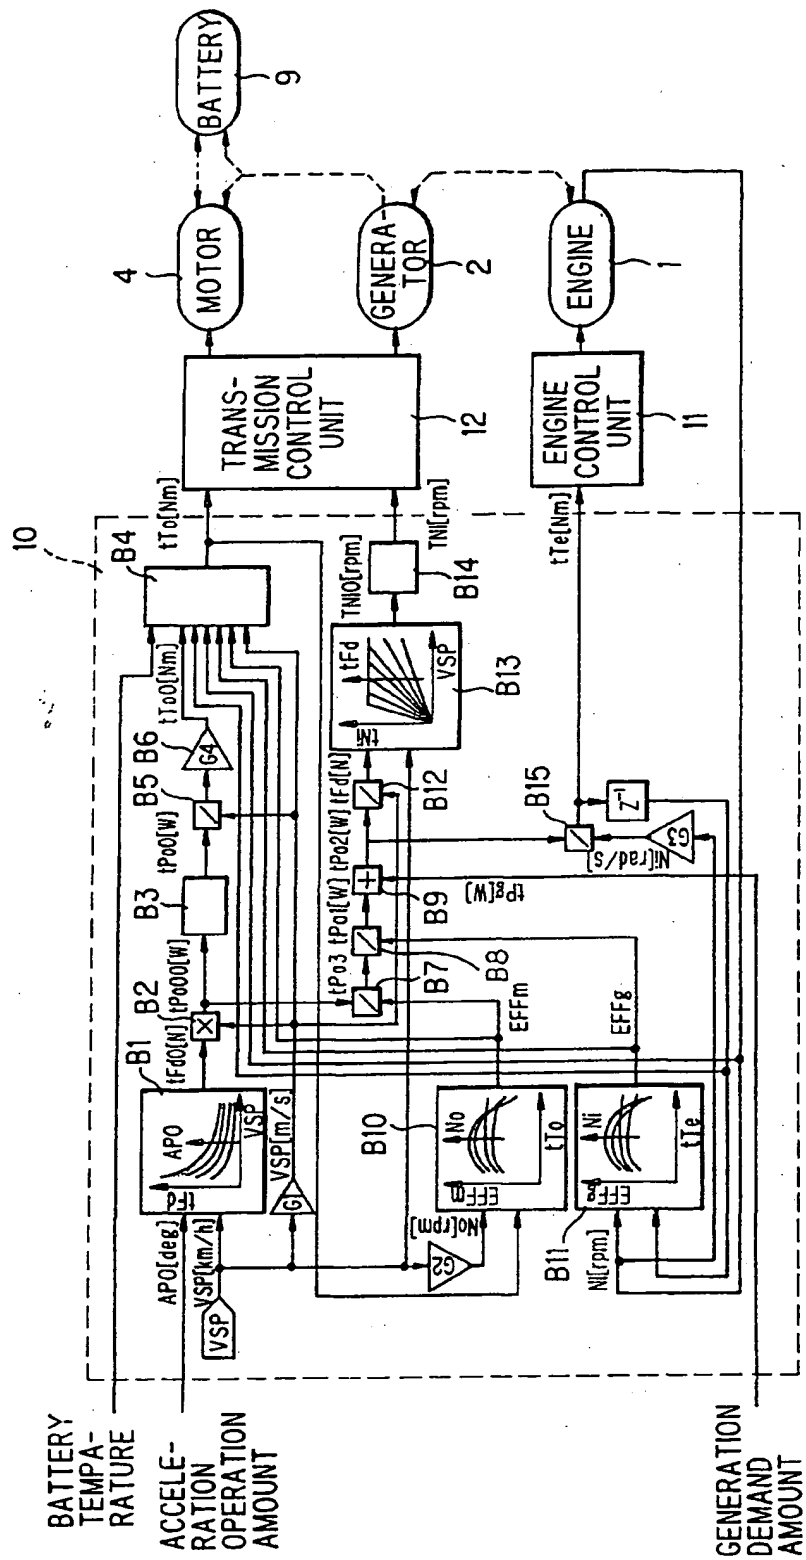 BATTERY
TEMPA-
RATURE
ACCELE-
RATION
OPERATION
AMOUNT
GENERATION
DEMAND
AMOUNT
10
APO[deg]
VSP[km/h]
VSP
B1
tFd
APO
VSP
tFd0[N]
B2
×
tPo00[W]
B3
tPo0[W]
B5
/
B6
G4
tTo0[Nm]
B4
tTo[Nm]
G1
VSP[m/s]
G2
No[rpm]
B10
EFFm
No
tTo
EFFm
B11
EFFg
Ni
tTe
EFFg
NI[rpm]
tPo3
B7
/
tPo1[W]
B8
/
tPo2[W]
B9
+
tPg[W]
tFd[N]
B12
/
B13
tNi
tFd
VSP
TNI0[rpm]
B14
TNI[rpm]
B15
/
Ni[rad/s]
G3
Z-1
tTe[Nm]
TRANS-
MISSION
CONTROL
UNIT
12
ENGINE
CONTROL
UNIT
11
MOTOR
4
GENERA-
TOR
2
ENGINE
1
BATTERY
9